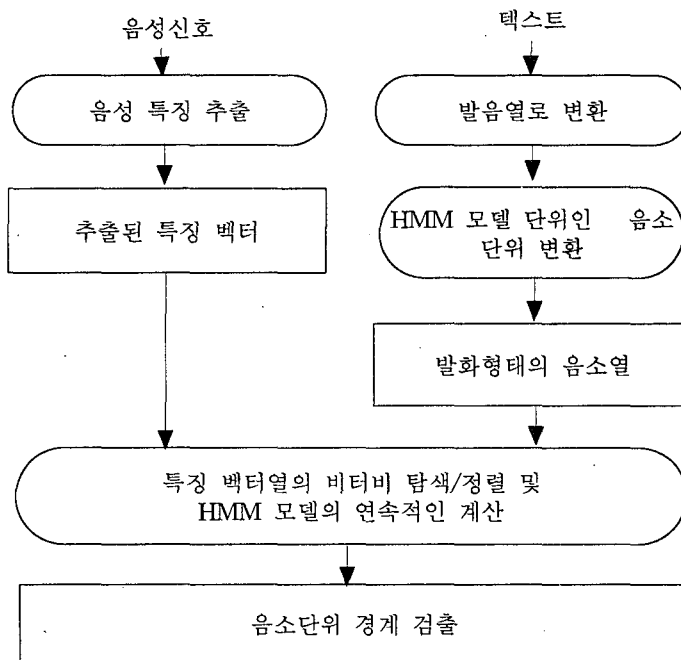 음성신호
텍스트
음성 특징 추출
발음열로 변환
추출된 특징 벡터
HMM 모델 단위인 음소
단위 변환
발화형태의 음소열
특징 벡터열의 비터비 탐색/정렬 및
HMM 모델의 연속적인 계산
음소단위 경계 검출